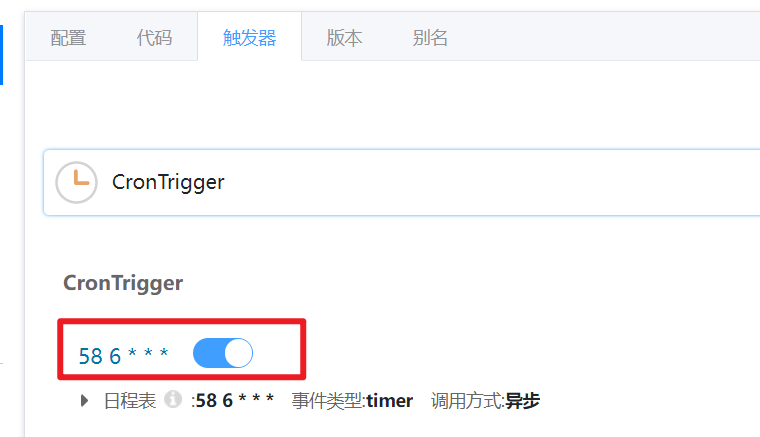 配置 代码 触发器 版本 别名
CronTrigger
CronTrigger
58 6 * * *
日程表 :58 6 * * * 事件类型:timer 调用方式:异步